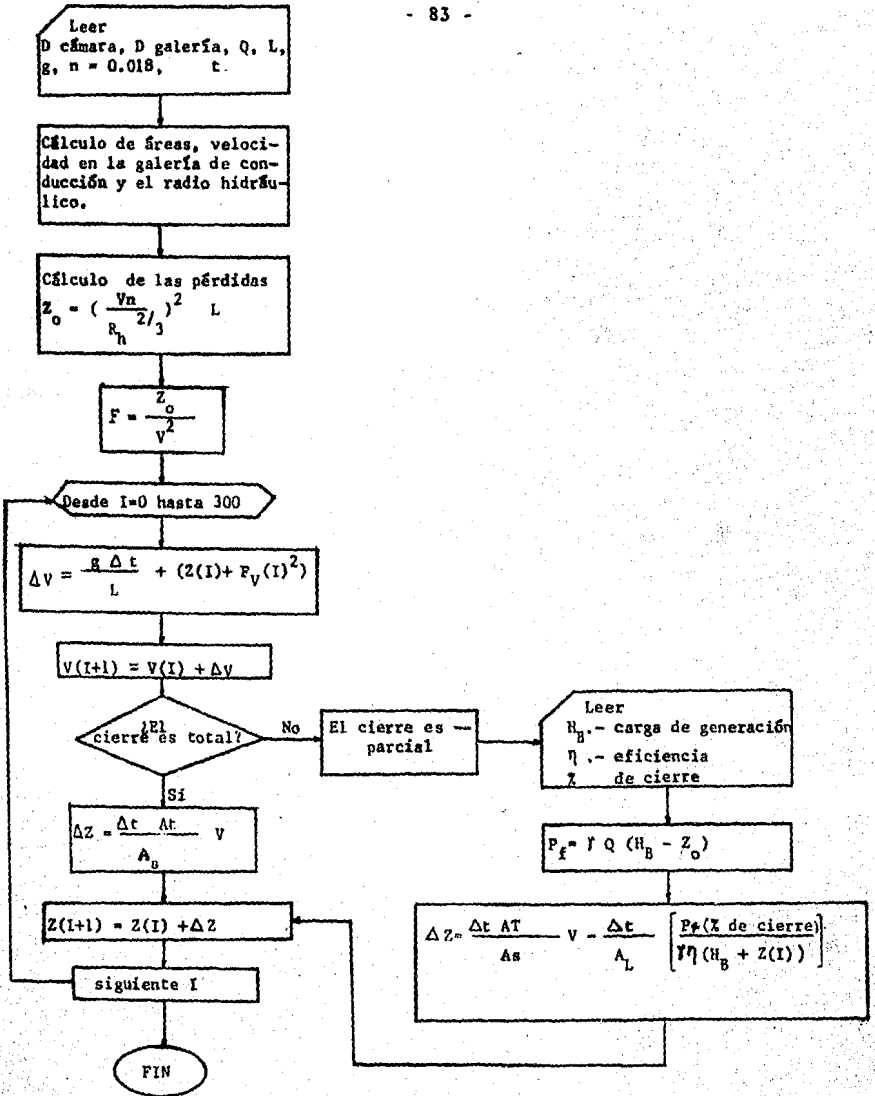 - 83 -
Leer
D cámara, D galería, Q, L,
g, n = 0.018, t.
Cálculo de áreas, veloci-
dad en la galería de con-
ducción y el radio hidráu-
lico.
Cálculo de las pérdidas
Z_o = ( Vn / R_h^2/3 )^2 L
F = Z_o / V^2
Desde I=0 hasta 300
ΔV = g Δt / L + (Z(I)+ F_V(I)^2)
V(I+1) = V(I) + ΔV
¿El
cierre es total?
No
El cierre es —
parcial
Leer
H_B.- carga de generación
η .- eficiencia
% de cierre
Sí
ΔZ = Δt At / A_s V
P_f = γ Q (H_B - Z_o)
Z(I+1) = Z(I) +ΔZ
ΔZ= Δt AT / As V - Δt / A_L [ Pf(% de cierre) / γη (H_B + Z(I)) ]
siguiente I
FIN